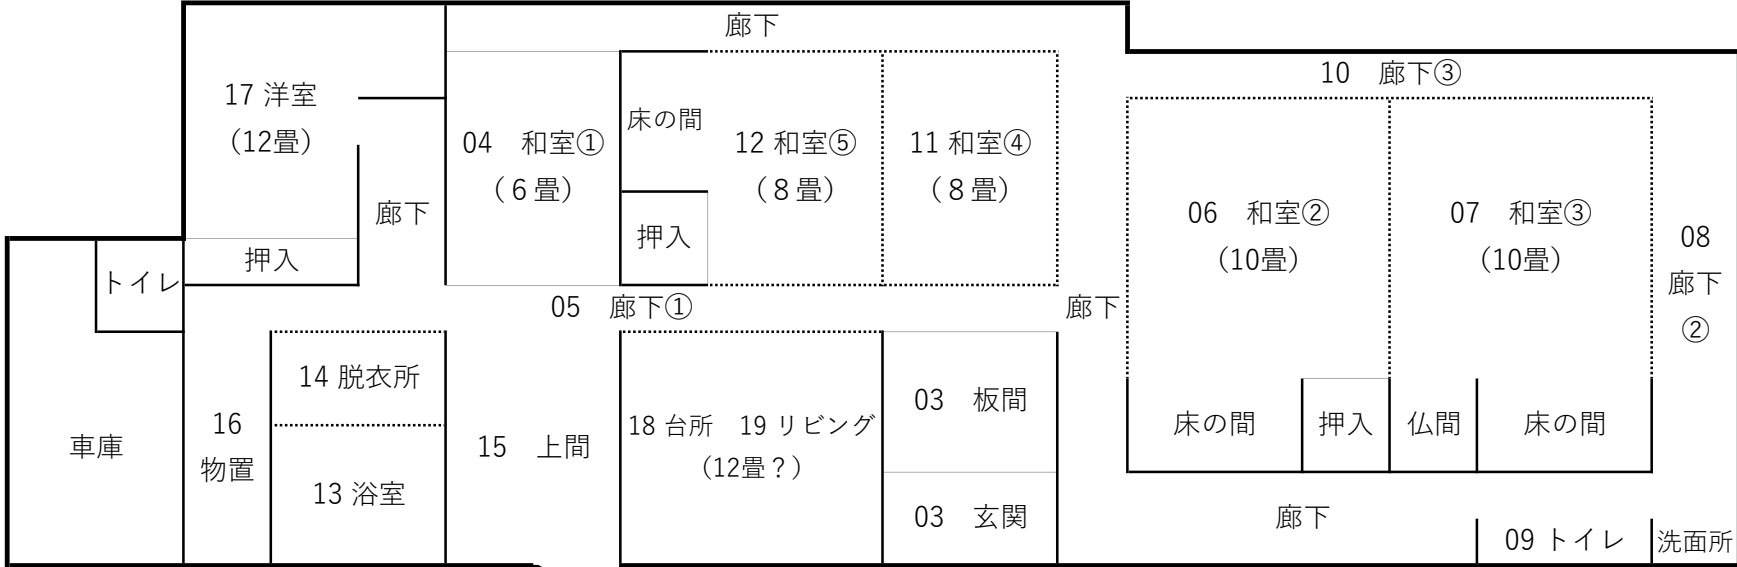 廊下
10　廊下③
17 洋室
(12畳)
04　和室①
（６畳）
床の間
12 和室⑤
（８畳）
11 和室④
（８畳）
06　和室②
(10畳)
07　和室③
(10畳)
08
廊下
②
廊下
押入
押入
トイレ
05　廊下①
廊下
14 脱衣所
13 浴室
16
物置
車庫
15　上間
18 台所　19 リビング
(12畳？)
03　板間
03　玄関
床の間
押入
仏間
床の間
廊下
09 トイレ
洗面所